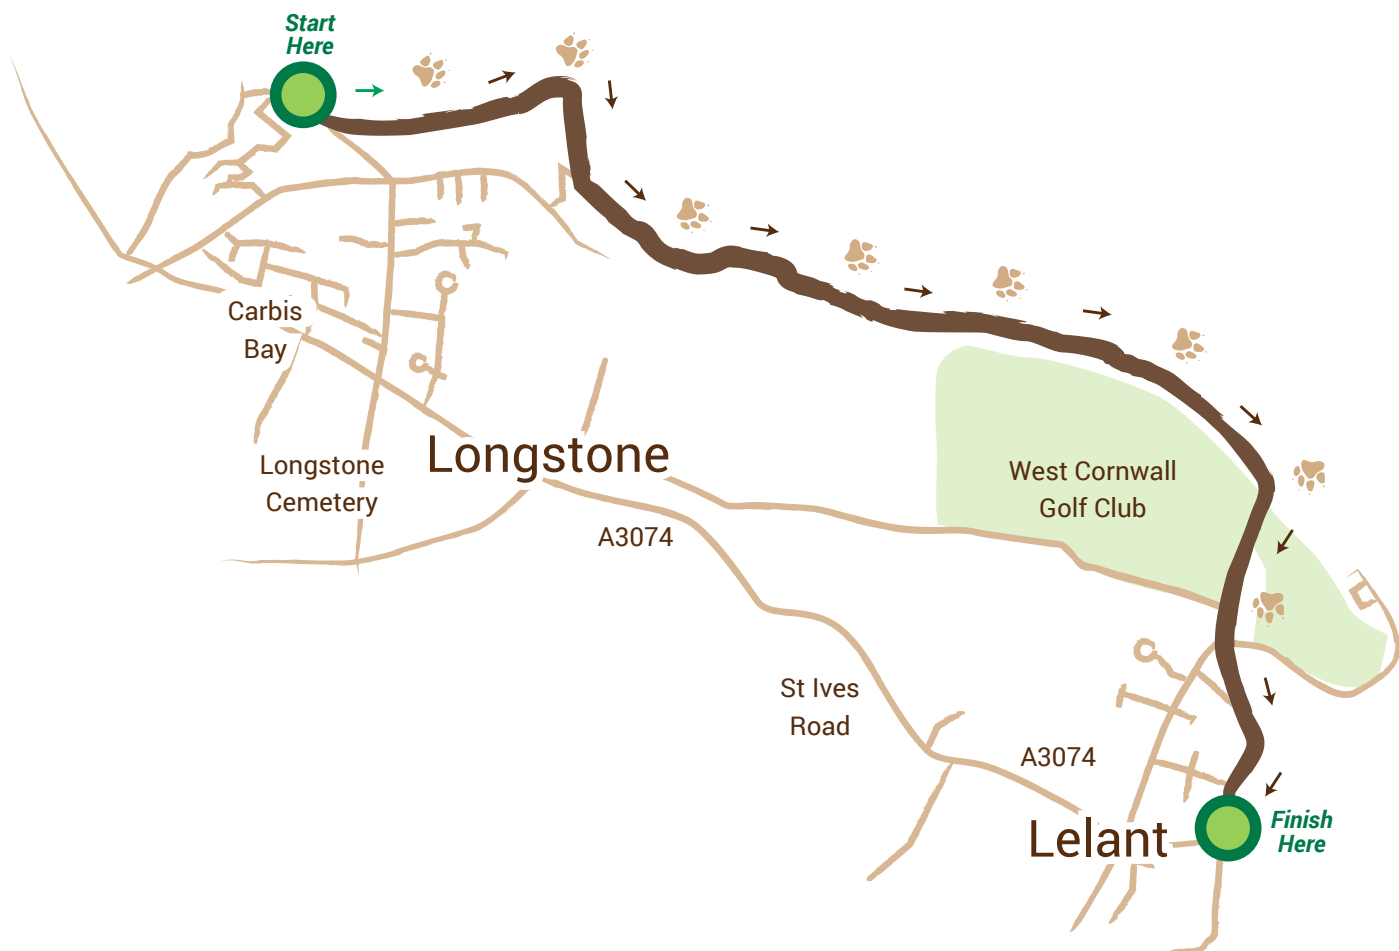 Start
Here
Carbis
Bay
Longstone
Longstone
Cemetery
West Cornwall
Golf Club
A3074
St Ives
Road
A3074
Lelant
Finish
Here